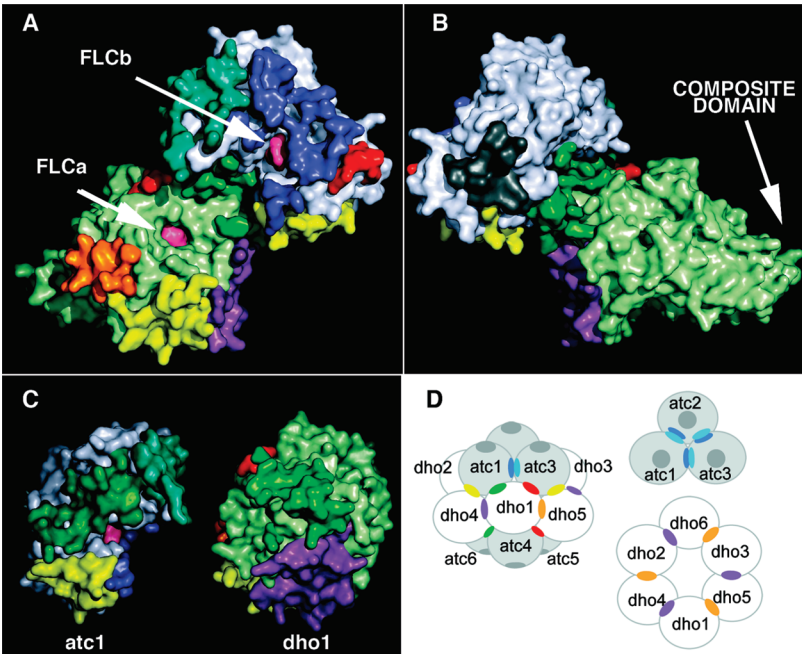 A
FLCb
FLCa
B
COMPOSITE
DOMAIN
C
atc1
dho1
D
dho2
atc1
atc3
dho3
dho4
dho1
dho5
atc6
atc4
atc5
atc2
atc1
atc3
dho6
dho2
dho3
dho4
dho5
dho1